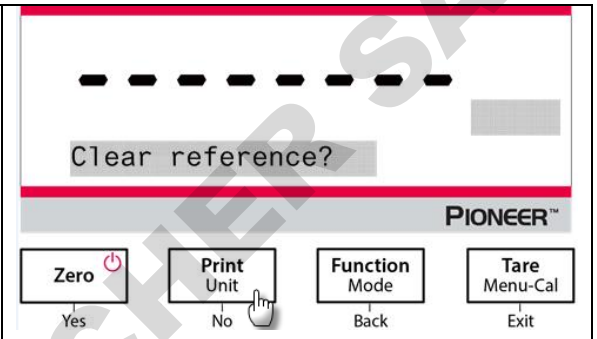 --------
Clear reference?
PIONEER™
Zero Print Function Tare
Unit Mode Menu-Cal
Yes No Back Exit